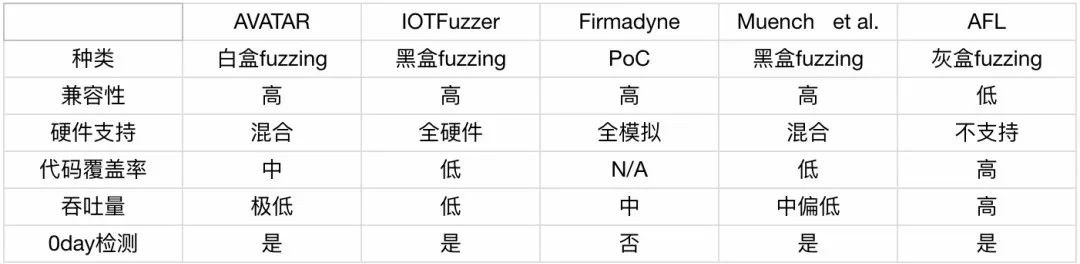 AVATAR IOTFuzzer Firmadyne Muench et al. AFL
种类 白盒fuzzing 黑盒fuzzing PoC 黑盒fuzzing 灰盒fuzzing
兼容性 高 高 高 高 低
硬件支持 混合 全硬件 全模拟 混合 不支持
代码覆盖率 中 低 N/A 低 高
吞吐量 极低 低 中 中偏低 高
0day检测 是 是 否 是 是